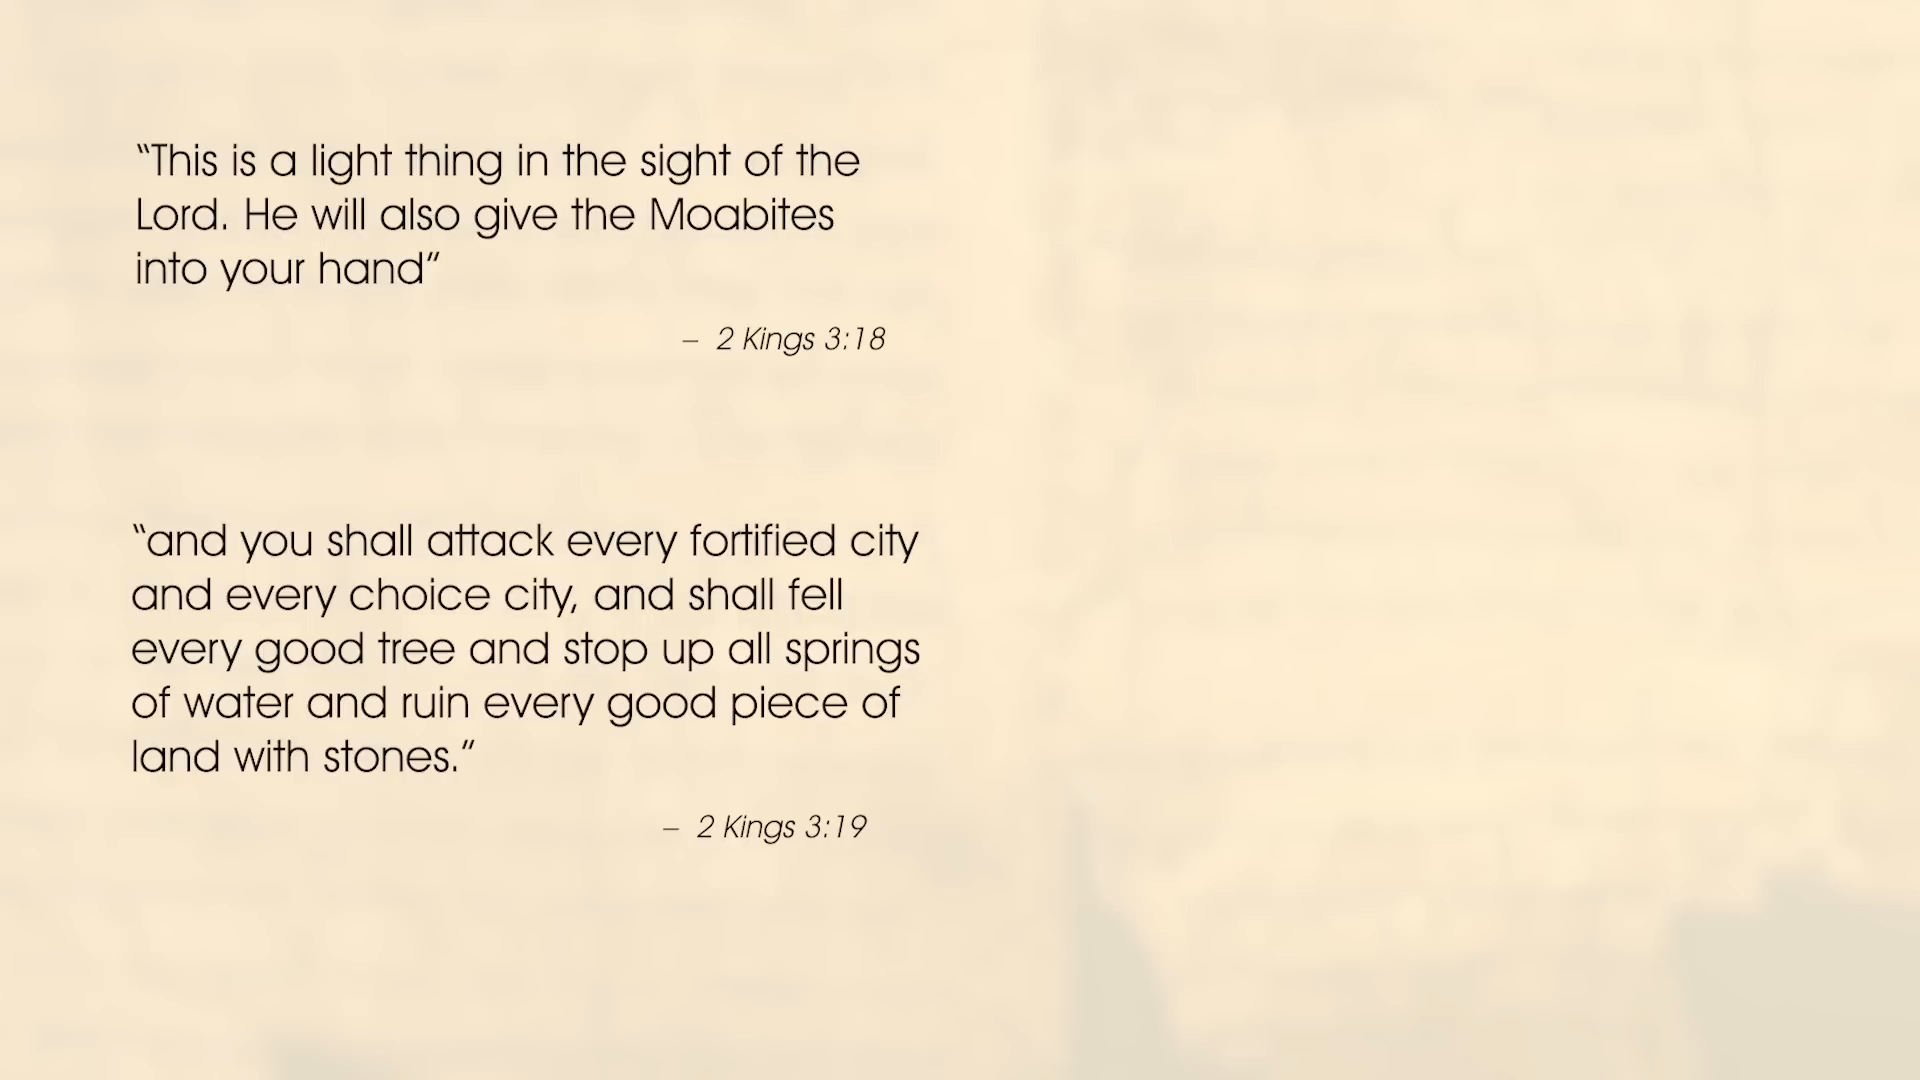 “This is a light thing in the sight of the
Lord. He will also give the Moabites
into your hand”
– 2 Kings 3:18
“and you shall attack every fortified city
and every choice city, and shall fell
every good tree and stop up all springs
of water and ruin every good piece of
land with stones.”
– 2 Kings 3:19